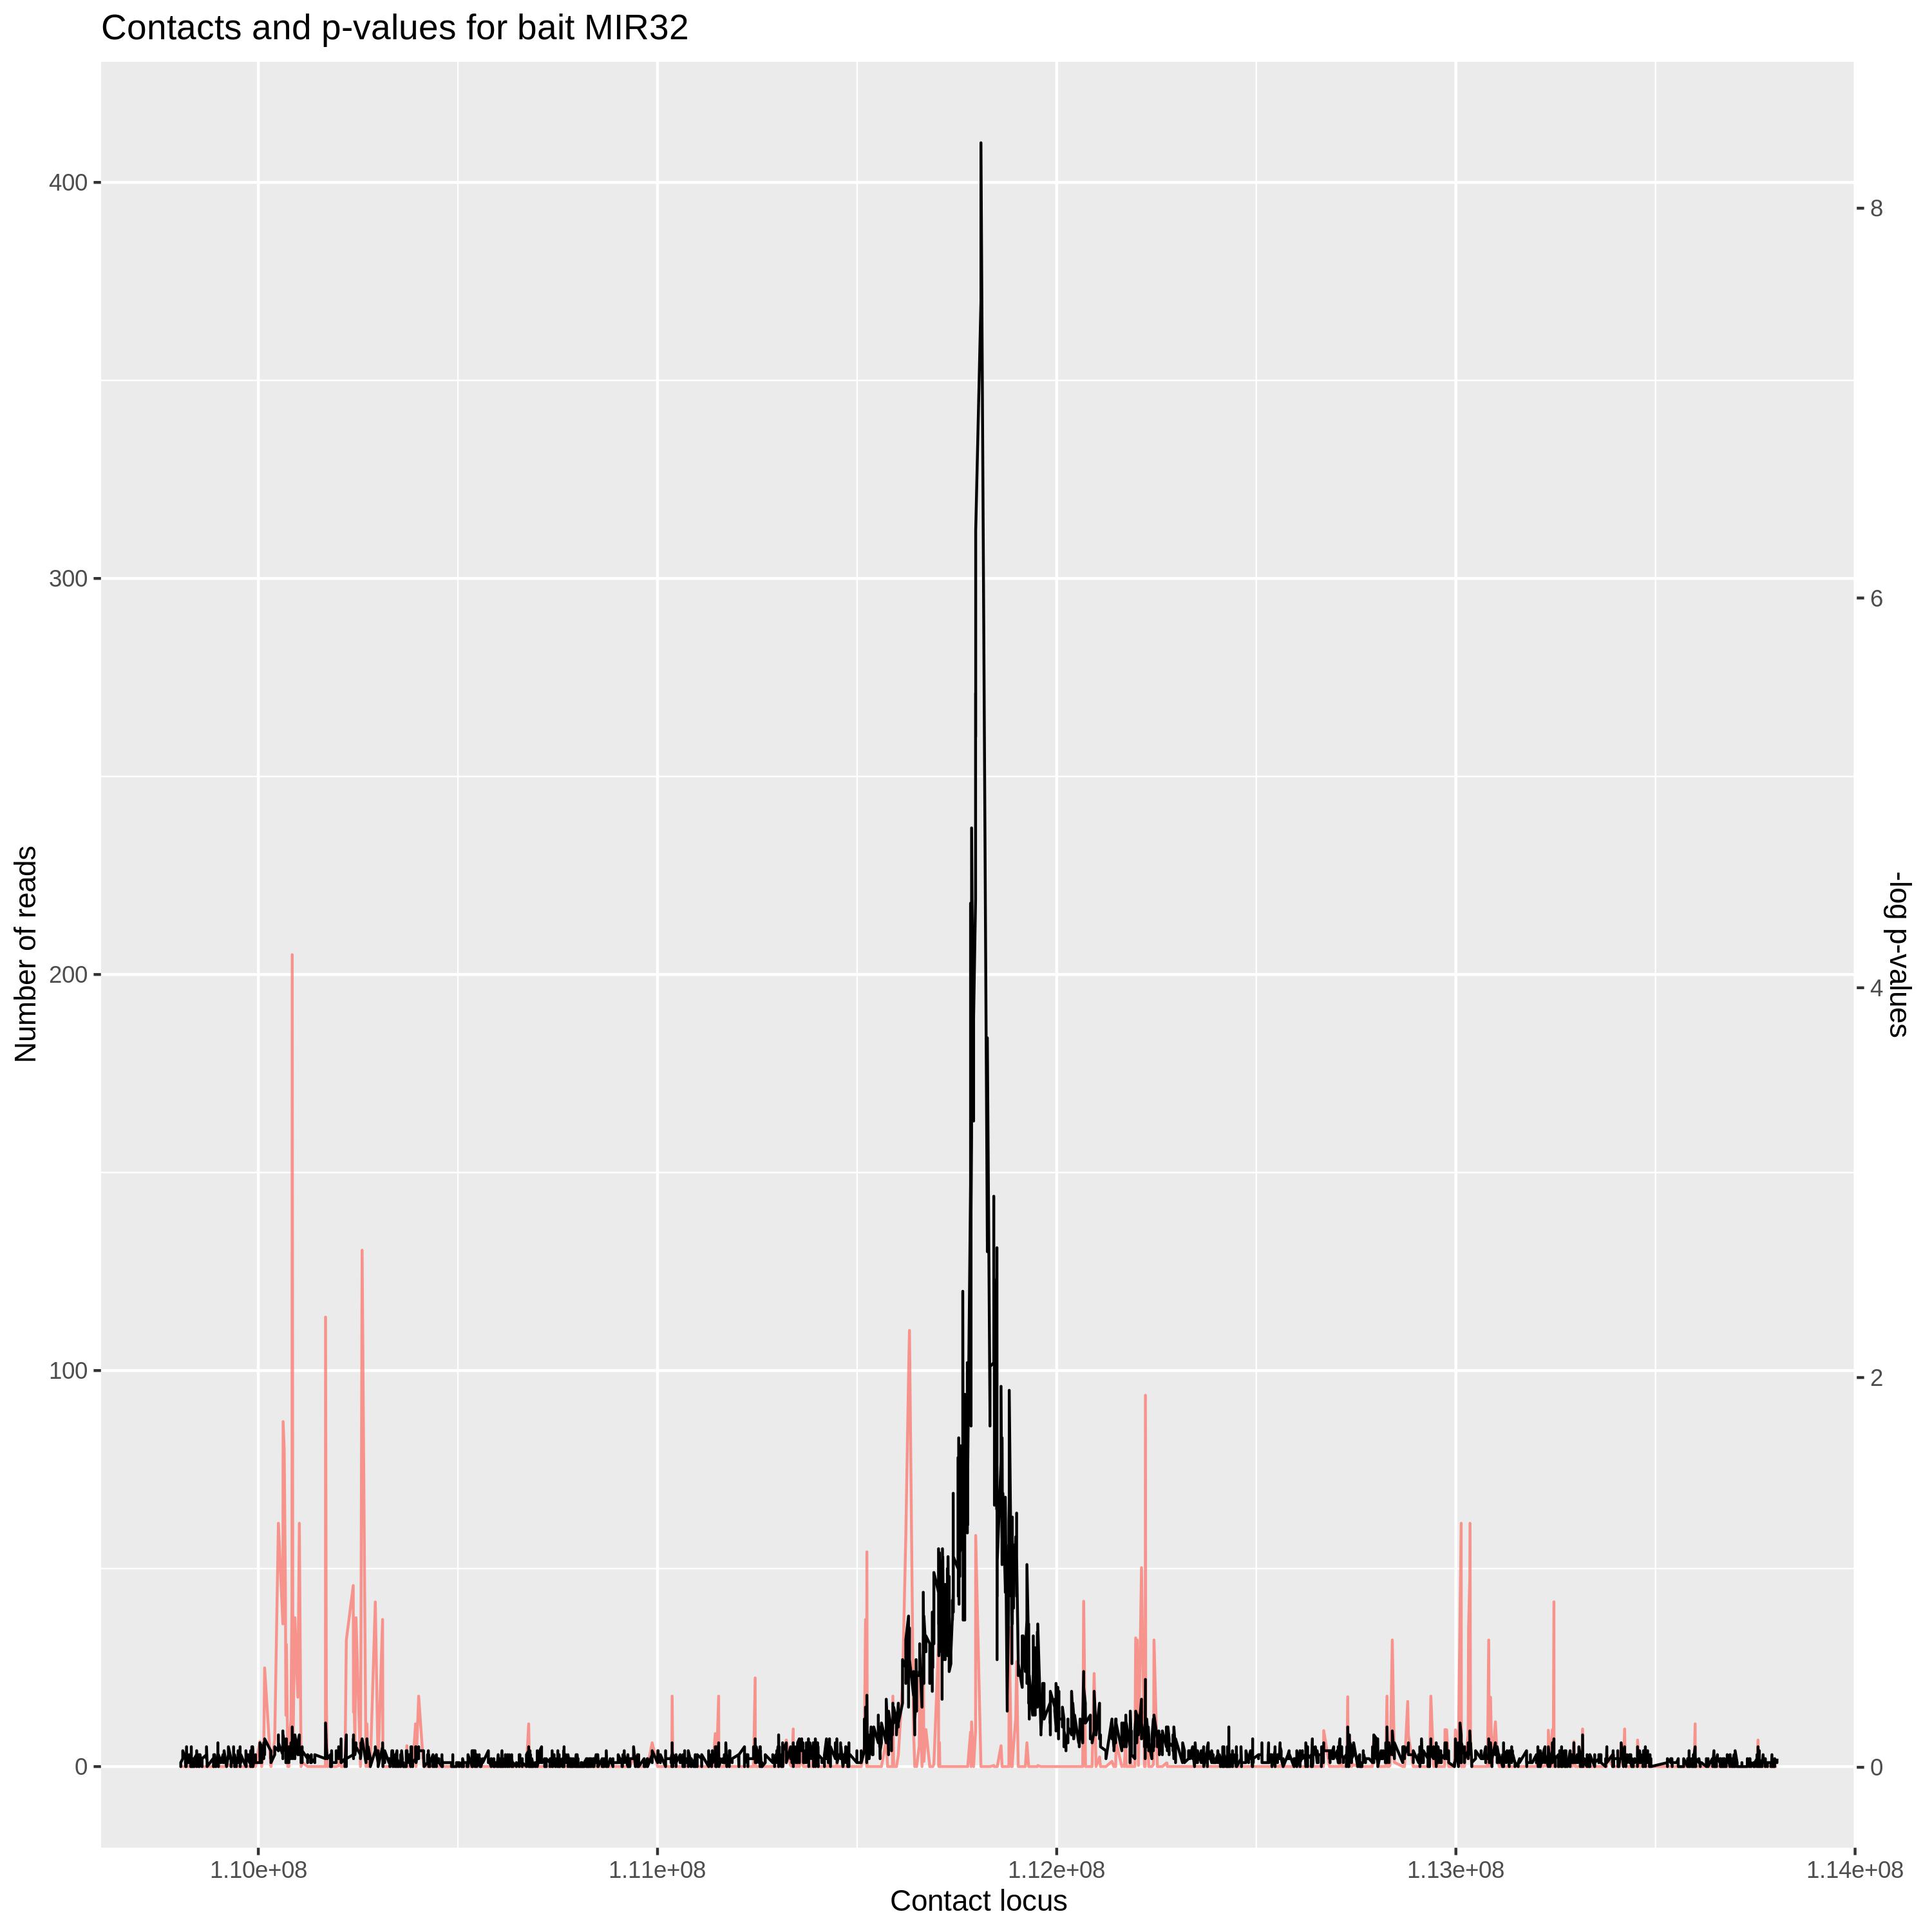 Contacts and p-values for bait MIR32
400
300
200
100
0
Number of reads
8
6
4
2
0
-log p-values
1.10e+08
1.11e+08
1.12e+08
1.13e+08
1.14e+08
Contact locus